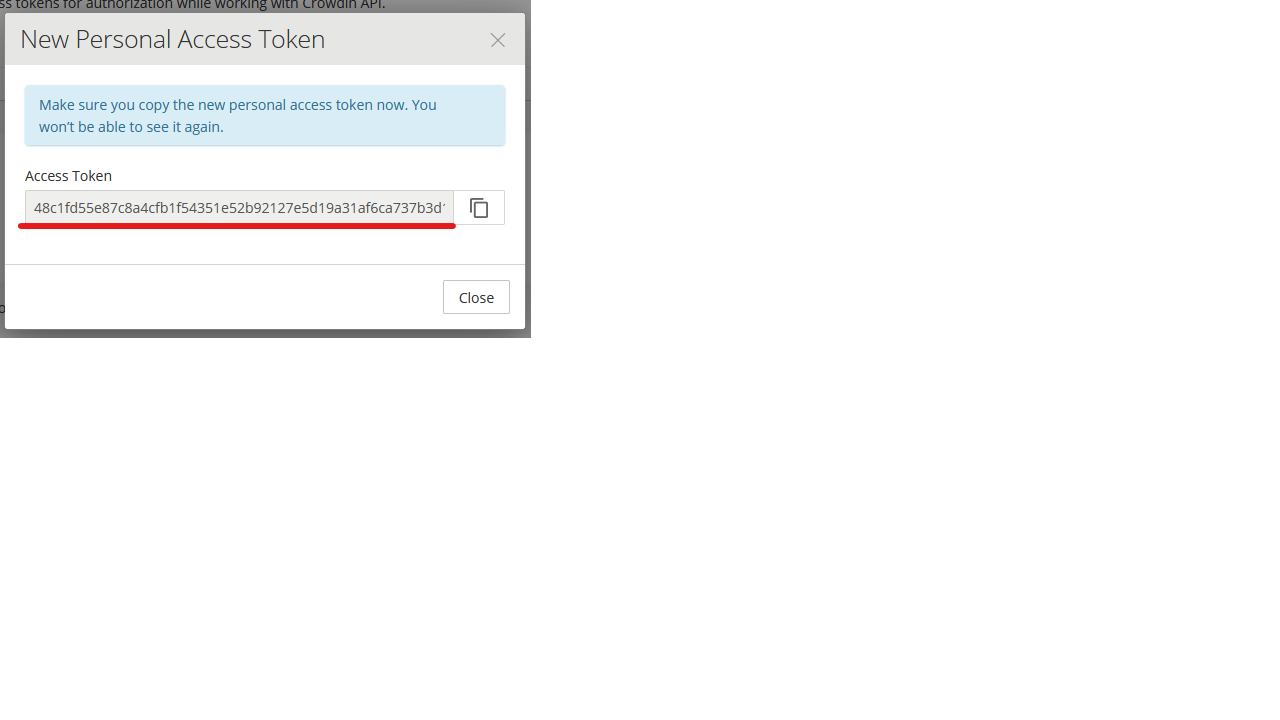 ss tokens for authorization while working with Crowdin API.
New Personal Access Token
Make sure you copy the new personal access token now. You
won't be able to see it again.
Access Token
48c1fd55e87c8a4cfb1f54351e52b92127e5d19a31af6ca737b3d
Close